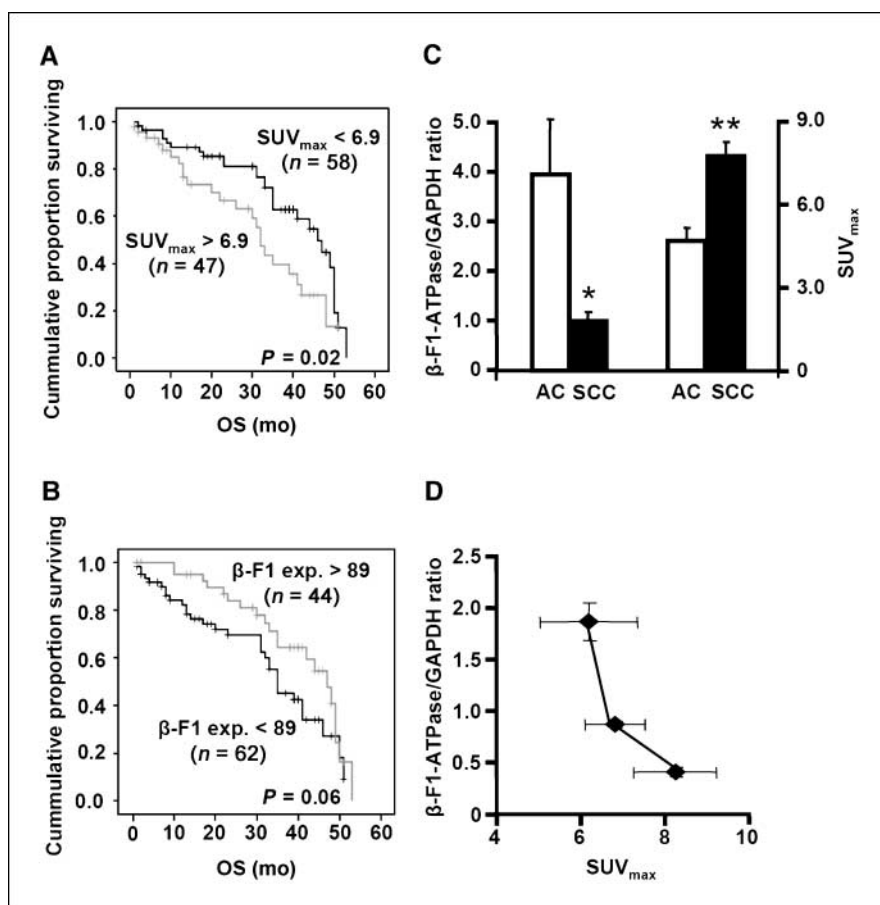 A
Cummulative proportion surviving
1.0
0.8
0.6
0.4
0.2
0.0
SUVmax < 6.9
(n = 58)
SUVmax > 6.9
(n = 47)
P = 0.02
0 10 20 30 40 50 60
OS (mo)
C
β-F1-ATPase/GAPDH ratio
5.0
4.0
3.0
2.0
1.0
0
*
**
9.0
6.0
3.0
0
SUVmax
AC SCC
AC SCC
B
Cummulative proportion surviving
1.0
0.8
0.6
0.4
0.2
0.0
β-F1 exp. > 89
(n = 44)
β-F1 exp. < 89
(n = 62)
P = 0.06
0 10 20 30 40 50 60
OS (mo)
D
β-F1-ATPase/GAPDH ratio
2.5
2.0
1.5
1.0
0.5
0
4 6 8 10
SUVmax